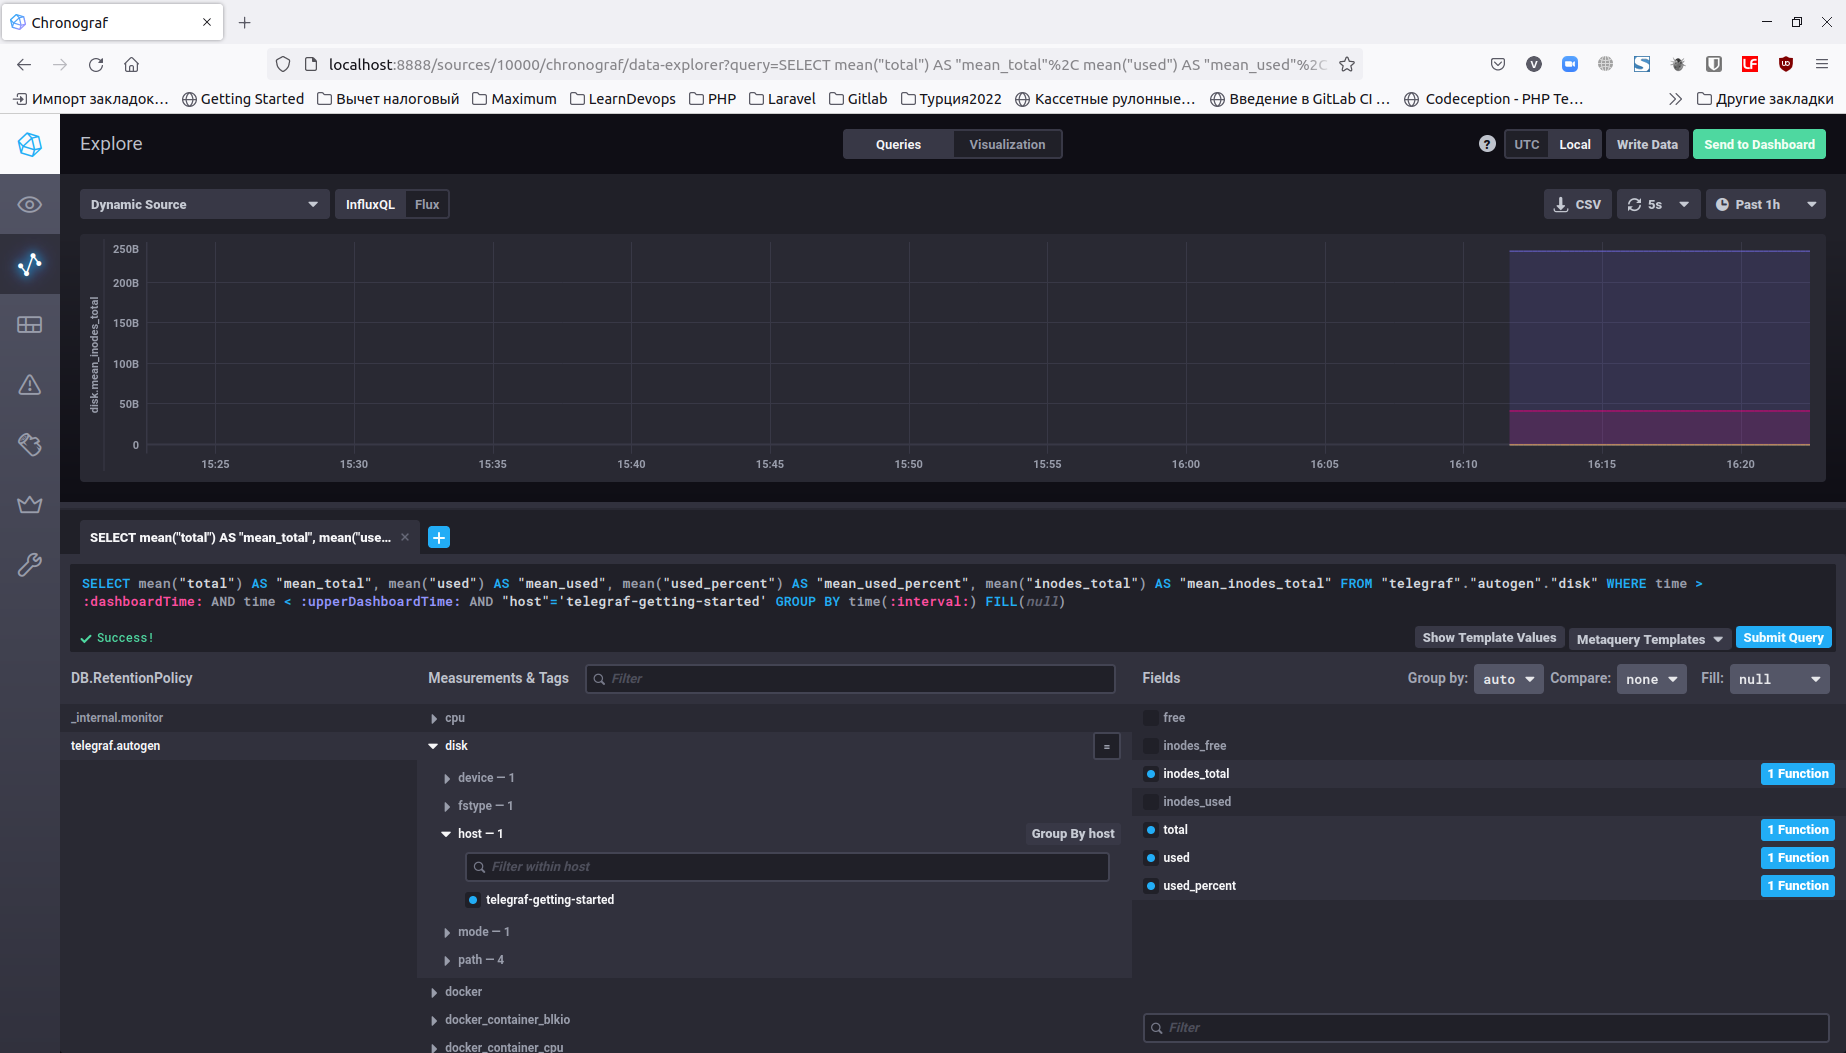 Chronograf
localhost:8888/sources/10000/chronograf/data-explorer?query=SELECT mean("total") AS "mean_total"%2C mean("used") AS "mean_used"%2C
Импорт закладок… Getting Started Вычет налоговый Maximum LearnDevops PHP Laravel Gitlab Турция2022 Кассетные рулонные… Введение в GitLab CI … Codeception - PHP Te… Другие закладки
Explore Queries Visualization ? UTC Local Write Data Send to Dashboard
Dynamic Source InfluxQL Flux CSV 5s Past 1h
disk.mean_inodes_total
250B
200B
150B
100B
50B
0
15:25 15:30 15:35 15:40 15:45 15:50 15:55 16:00 16:05 16:10 16:15 16:20
SELECT mean("total") AS "mean_total", mean("use...
SELECT mean("total") AS "mean_total", mean("used") AS "mean_used", mean("used_percent") AS "mean_used_percent", mean("inodes_total") AS "mean_inodes_total" FROM "telegraf"."autogen"."disk" WHERE time >
:dashboardTime: AND time < :upperDashboardTime: AND "host"='telegraf-getting-started' GROUP BY time(:interval:) FILL(null)
Success! Show Template Values Metaquery Templates Submit Query
DB.RetentionPolicy Measurements & Tags Filter Fields Group by: auto Compare: none Fill: null
_internal.monitor cpu free
telegraf.autogen disk = inodes_free
device — 1 inodes_total 1 Function
fstype — 1 inodes_used
host — 1 Group By host total 1 Function
Filter within host used 1 Function
telegraf-getting-started used_percent 1 Function
mode — 1
path — 4
docker
docker_container_blkio Filter
docker_container_cpu